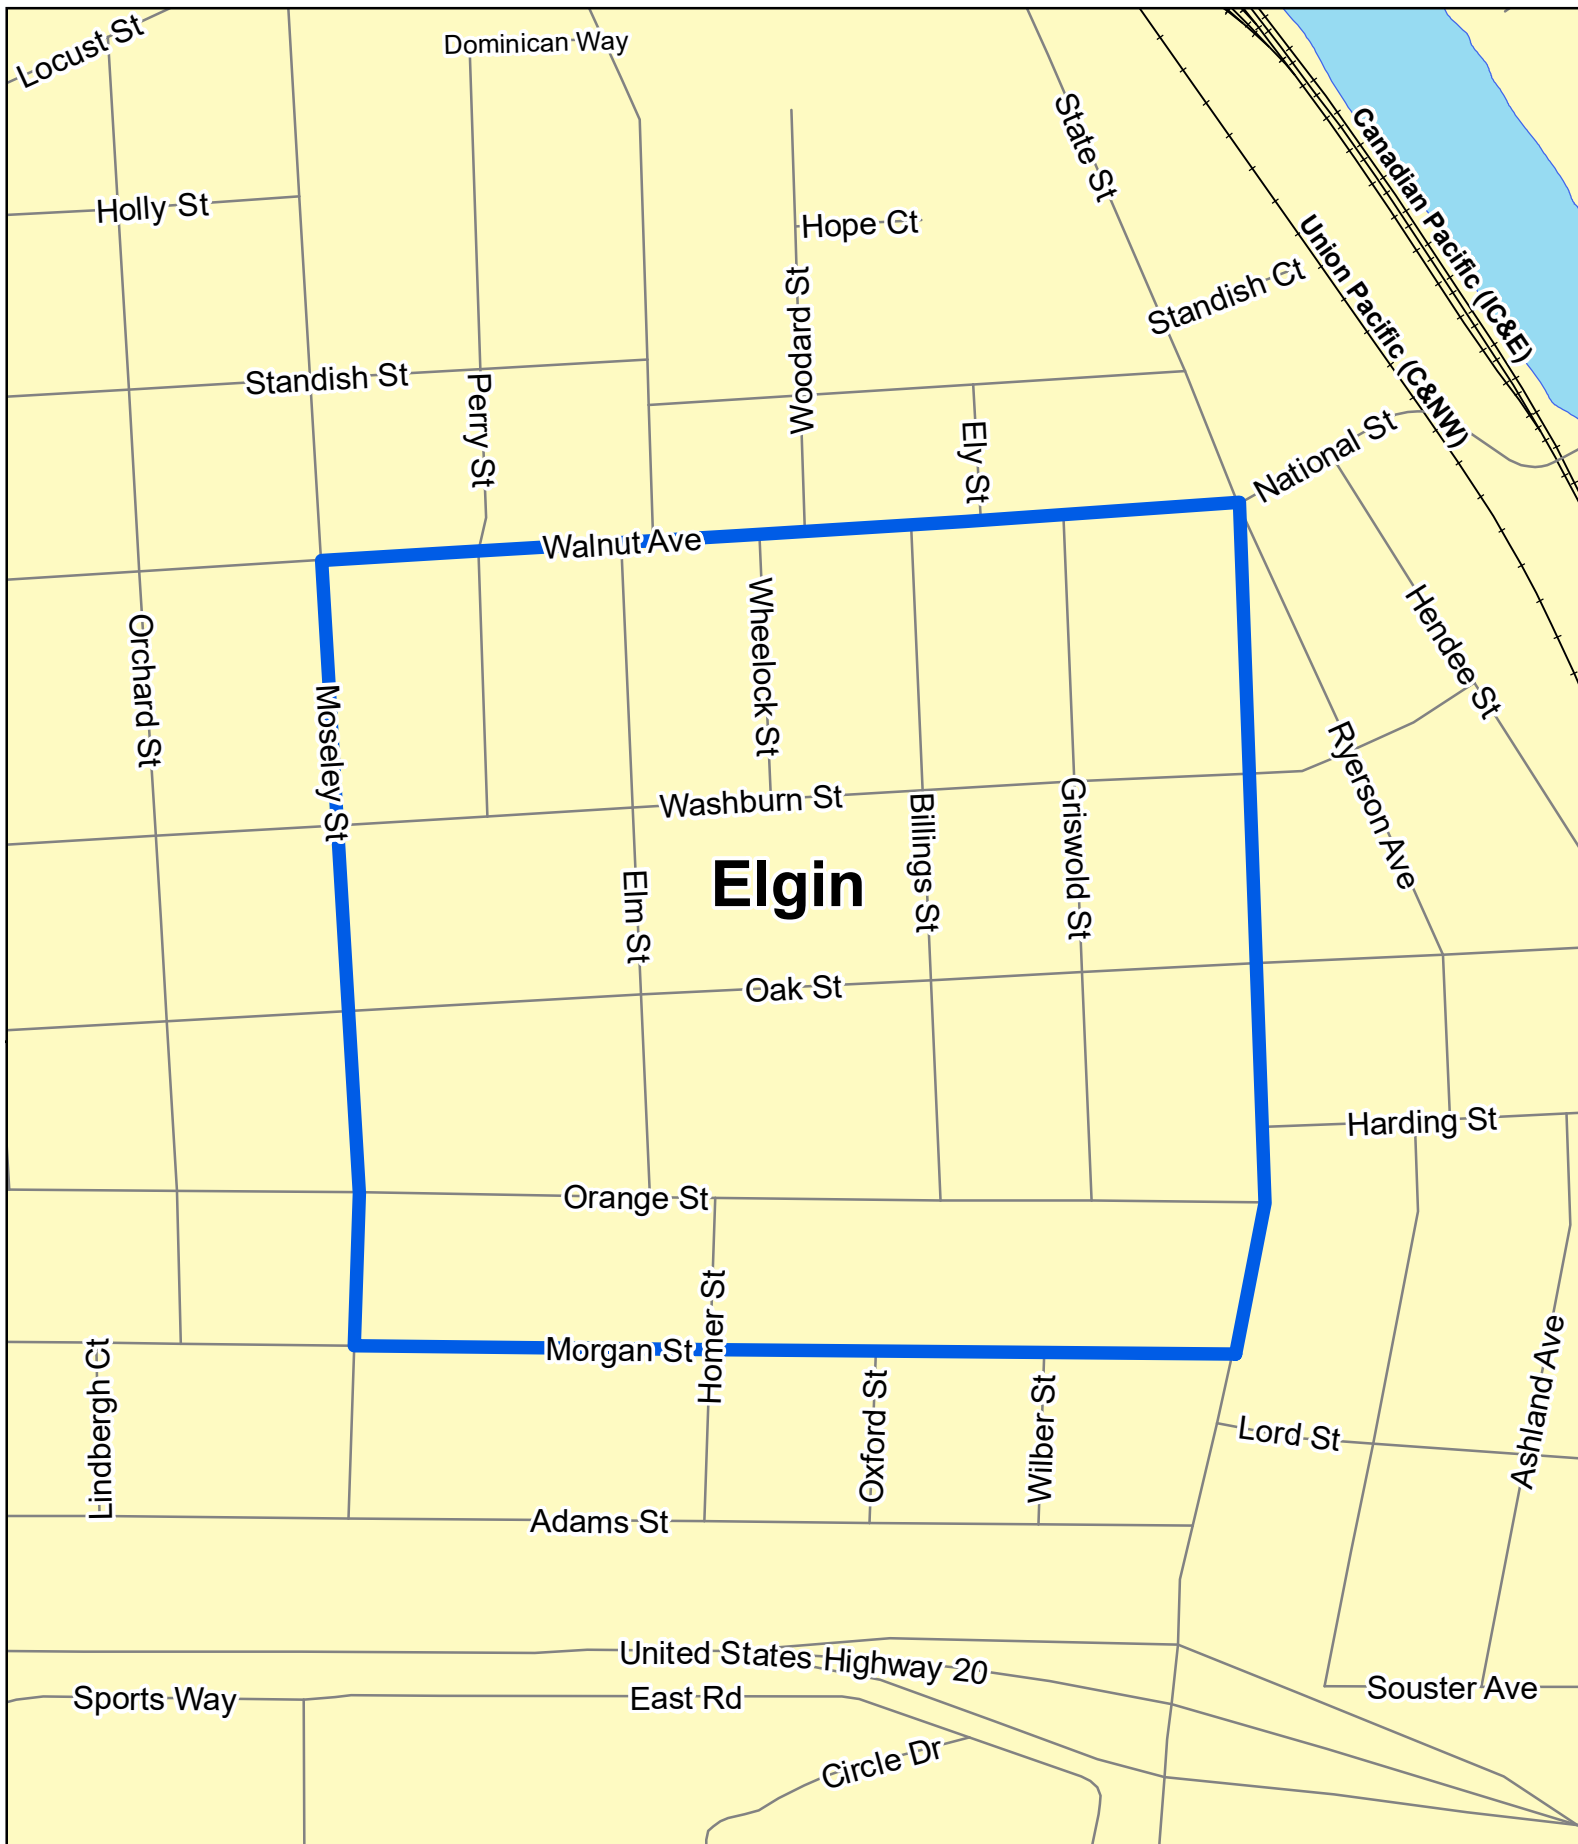 Locust St
Dominican Way
Holly St
Hope Ct
State St
Canadian Pacific (IC&E)
Union Pacific (C&NW)
Standish Ct
Woodard St
Standish St
Perry St
Ely St
National St
Walnut Ave
Orchard St
Moseley St
Wheelock St
Hendee St
Ryerson Ave
Washburn St
Billings St
Griswold St
Elgin
Elm St
Oak St
Harding St
Orange St
Homer St
Morgan St
Lindbergh Ct
Oxford St
Wilber St
Lord St
Ashland Ave
Adams St
United States Highway 20
Sports Way
East Rd
Souster Ave
Circle Dr